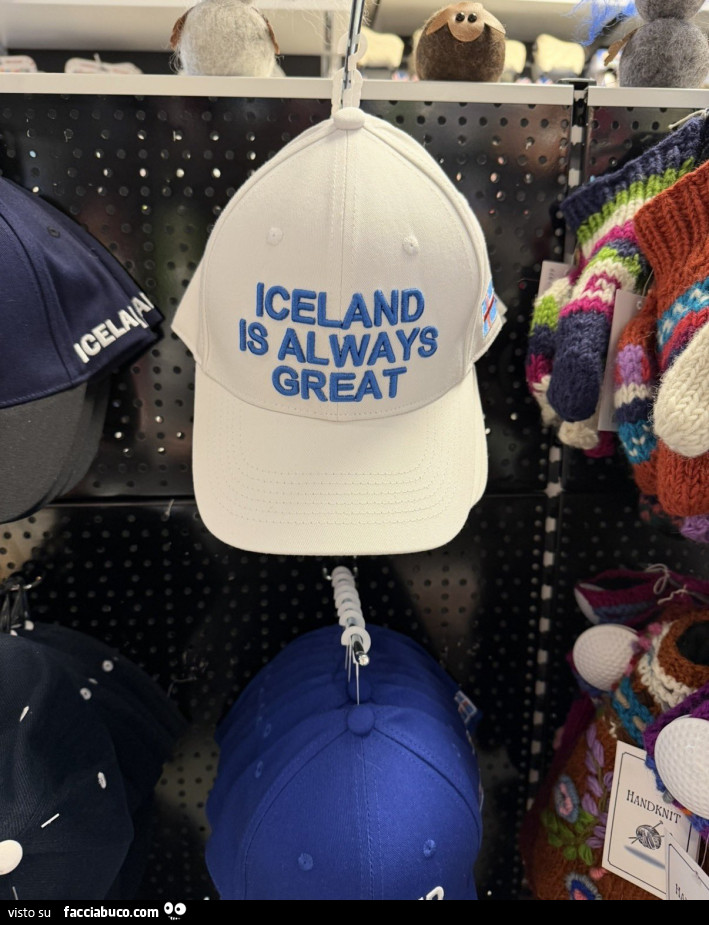 ICELAND
IS ALWAYS
GREAT
HANDKNIT
visto su facciabuco.com